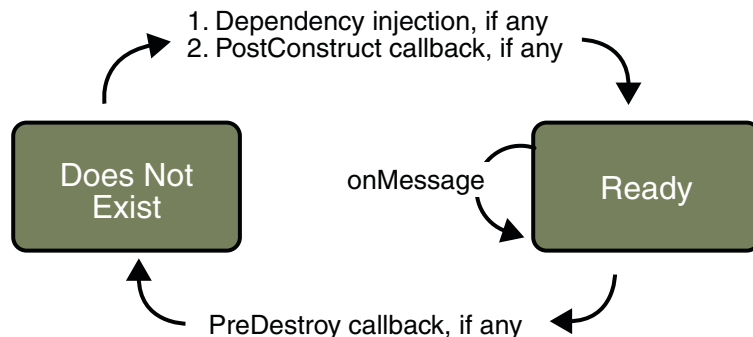 1. Dependency injection, if any
2. PostConstruct callback, if any
Does Not
Exist
onMessage
Ready
PreDestroy callback, if any